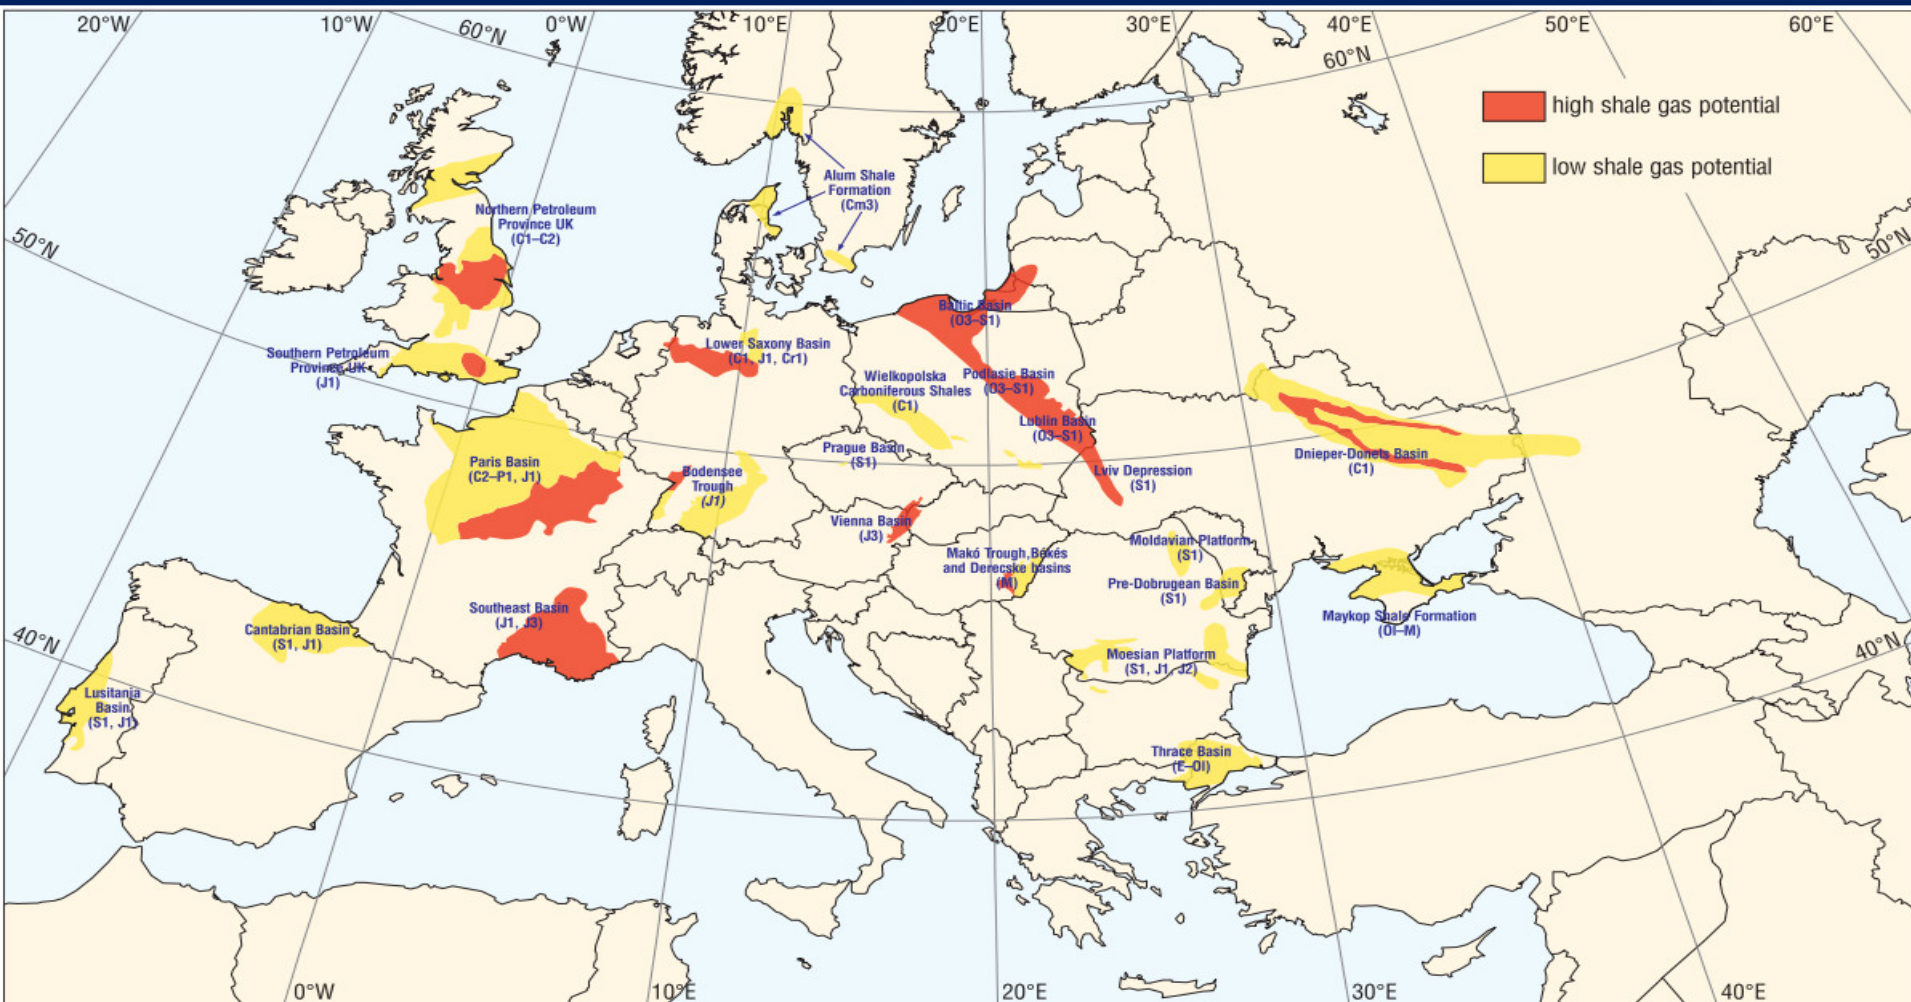 20°W
10°W
60°N
0°W
10°E
20°E
30°E
40°E
50°E
60°E
60°N
high shale gas potential
low shale gas potential
Alum Shale
Formation
(Cm3)
Northern Petroleum
Province UK
(C1–C2)
50°N
50°N
Baltic Basin
(O3–S1)
Southern Petroleum
Province UK
(J1)
Lower Saxony Basin
(C1, J1, Cr1)
Wielkopolska
Carboniferous Shales
(C1)
Podlasie Basin
(O3–S1)
Lublin Basin
(O3–S1)
Prague Basin
(S1)
Dnieper-Donets Basin
(C1)
Paris Basin
(C2–P1, J1)
Bodensee
Trough
(J1)
Lviv Depression
(S1)
Vienna Basin
(J3)
Makó Trough,Békés
and Derecske basins
(M)
Moldavian Platform
(S1)
Pre-Dobrugean Basin
(S1)
Southeast Basin
(J1, J3)
Maykop Shale Formation
(Ol–M)
Cantabrian Basin
(S1, J1)
40°N
40°N
Moesian Platform
(S1, J1, J2)
Lusitania
Basin
(S1, J1)
Thrace Basin
(E–Ol)
0°W
10°E
20°E
30°E
40°E